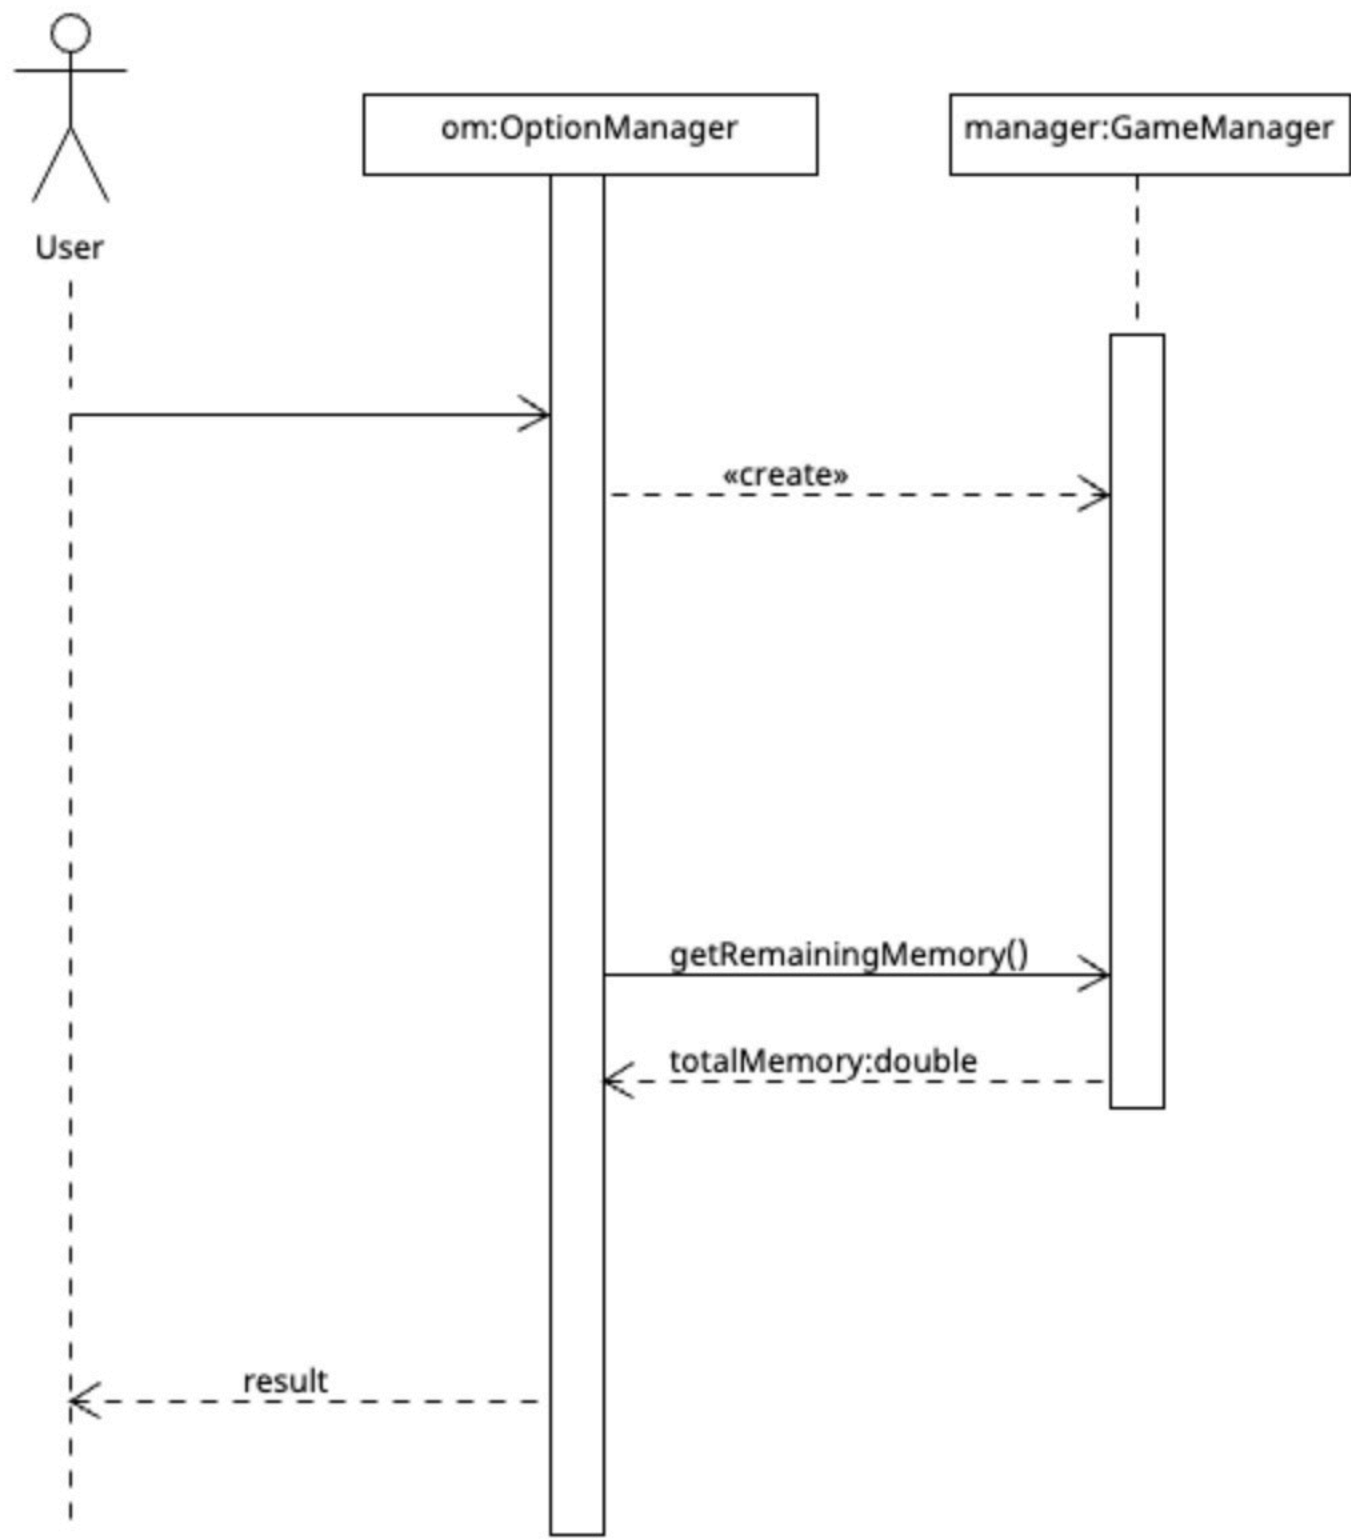 om:OptionManager
manager:GameManager
User
«create»
getRemainingMemory()
totalMemory:double
result